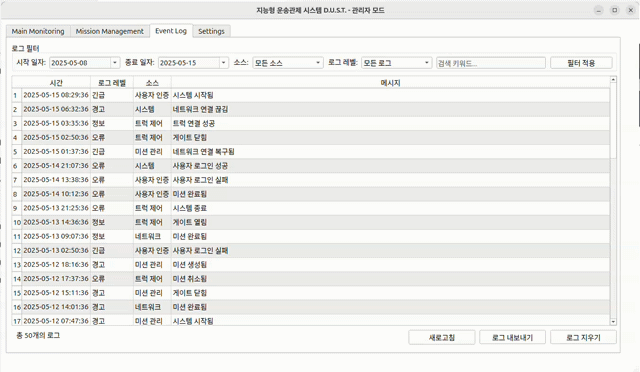 지능형 운송관제 시스템 D.U.S.T. - 관리자 모드
Main Monitoring Mission Management Event Log Settings
로그 필터
시작 일자: 2025-05-08 종료 일자: 2025-05-15 소스: 모든 소스 로그 레벨: 모든 로그 검색 키워드... 필터 적용
시간 로그 레벨 소스 메시지
1 2025-05-15 08:29:36 긴급 사용자 인증 시스템 시작됨
2 2025-05-15 06:32:36 경고 시스템 네트워크 연결 끊김
3 2025-05-15 03:35:36 정보 트럭 제어 트럭 연결 성공
4 2025-05-15 02:50:36 오류 트럭 제어 게이트 닫힘
5 2025-05-15 01:37:36 긴급 미션 관리 네트워크 연결 복구됨
6 2025-05-14 21:07:36 오류 시스템 사용자 로그인 성공
7 2025-05-14 13:38:36 오류 사용자 인증 사용자 로그인 실패
8 2025-05-14 10:12:36 오류 사용자 인증 미션 완료됨
9 2025-05-13 21:25:36 오류 트럭 제어 시스템 종료
10 2025-05-13 14:36:36 정보 트럭 제어 게이트 열림
11 2025-05-13 09:07:36 정보 네트워크 미션 완료됨
12 2025-05-13 02:50:36 긴급 사용자 인증 사용자 로그인 실패
13 2025-05-12 18:16:36 경고 미션 관리 미션 생성됨
14 2025-05-12 17:37:36 오류 트럭 제어 미션 취소됨
15 2025-05-12 15:11:36 경고 미션 관리 게이트 닫힘
16 2025-05-12 14:01:36 경고 네트워크 미션 완료됨
17 2025-05-12 07:47:36 경고 미션 관리 시스템 시작됨
총 50개의 로그 새로고침 로그 내보내기 로그 지우기